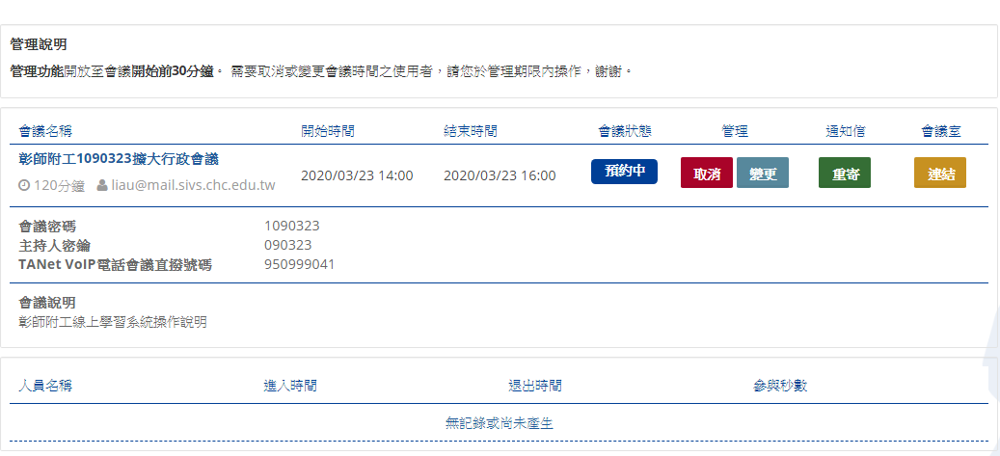 管理說明
管理功能開放至會議開始前30分鐘。 需要取消或變更會議時間之使用者，請您於管理期限內操作，謝謝。
會議名稱 開始時間 結束時間 會議狀態 管理 通知信 會議室
彰師附工1090323擴大行政會議
120分鐘 liau@mail.sivs.chc.edu.tw 2020/03/23 14:00 2020/03/23 16:00 預約中 取消 變更 重寄 連結
會議密碼 1090323
主持人密鑰 090323
TANet VoIP電話會議直撥號碼 950999041
會議說明
彰師附工線上學習系統操作說明
人員名稱 進入時間 退出時間 參與秒數
無記錄或尚未產生